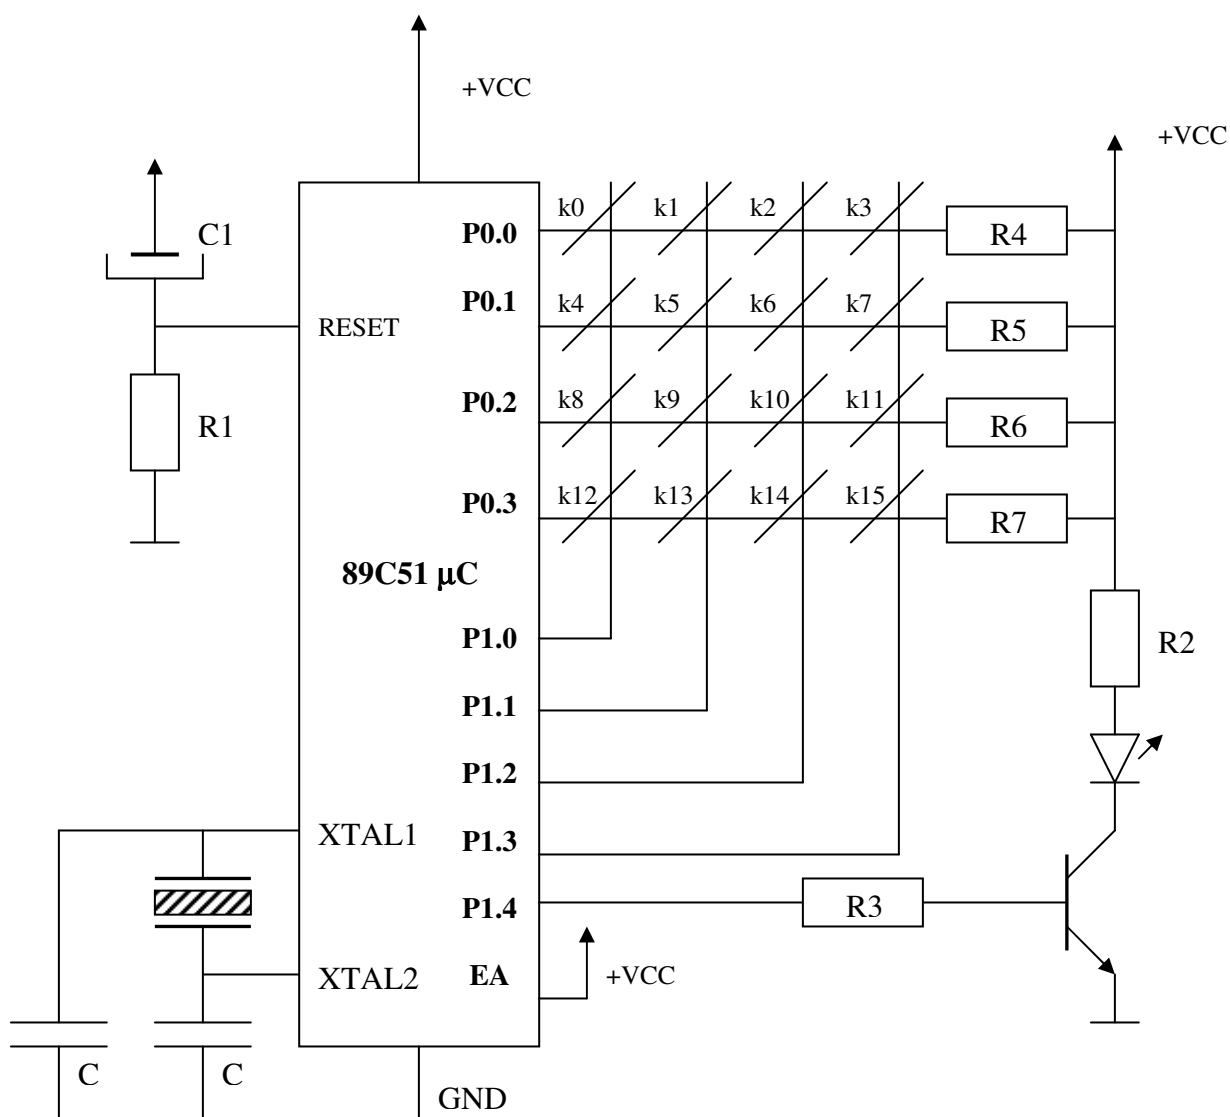 +VCC
+VCC
k0 k1 k2 k3
C1
P0.0
R4
k4 k5 k6 k7
P0.1
RESET
R5
k8 k9 k10 k11
P0.2
R1
R6
k12 k13 k14 k15
P0.3
R7
89C51 μC
P1.0
R2
P1.1
P1.2
XTAL1
P1.3
P1.4
R3
XTAL2
EA
+VCC
C
C
GND